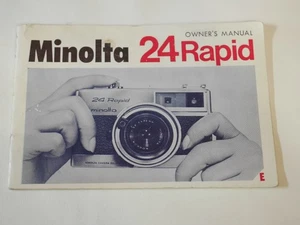 OWNER'S MANUAL
Minolta 24 Rapid
24 Rapid
minolta
E